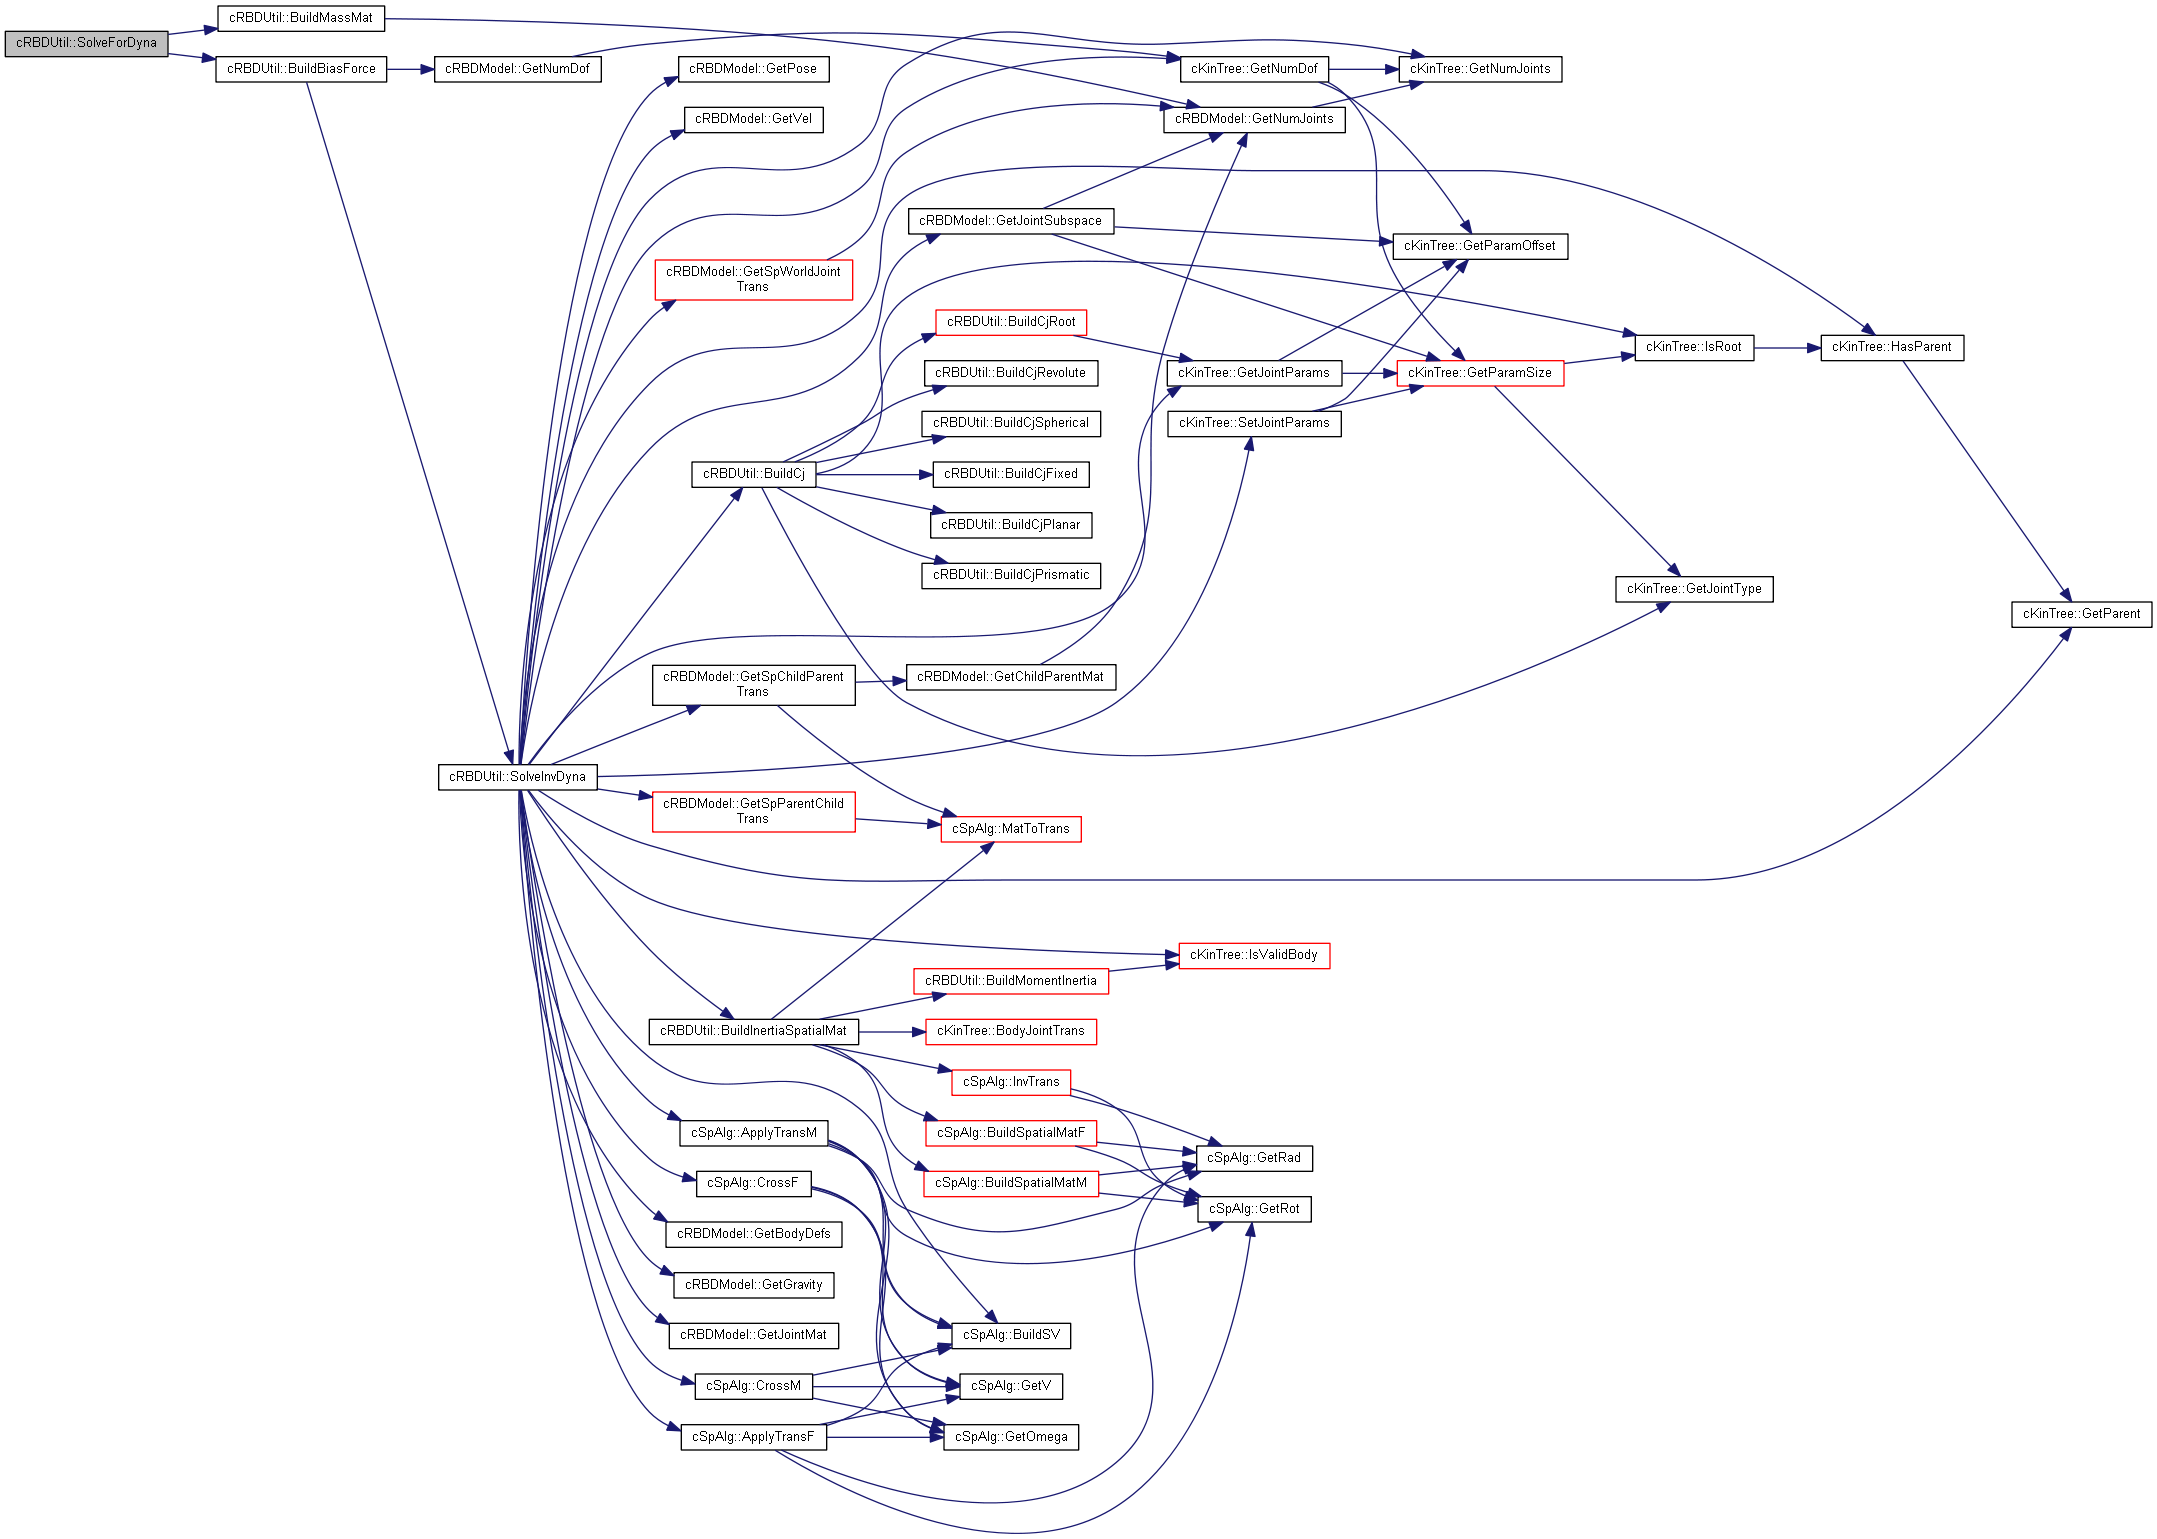 cRBDUtil::SolveForDyna
cRBDUtil::BuildMassMat
cRBDUtil::BuildBiasForce
cRBDModel::GetNumDof
cRBDUtil::SolveInvDyna
cRBDModel::GetPose
cRBDModel::GetVel
cRBDModel::GetSpWorldJoint
Trans
cRBDUtil::BuildCj
cRBDModel::GetSpChildParent
Trans
cRBDModel::GetSpParentChild
Trans
cRBDUtil::BuildInertiaSpatialMat
cSpAlg::ApplyTransM
cSpAlg::CrossF
cRBDModel::GetBodyDefs
cRBDModel::GetGravity
cRBDModel::GetJointMat
cSpAlg::CrossM
cSpAlg::ApplyTransF
cRBDModel::GetJointSubspace
cRBDUtil::BuildCjRoot
cRBDUtil::BuildCjRevolute
cRBDUtil::BuildCjSpherical
cRBDUtil::BuildCjFixed
cRBDUtil::BuildCjPlanar
cRBDUtil::BuildCjPrismatic
cRBDModel::GetChildParentMat
cSpAlg::MatToTrans
cRBDUtil::BuildMomentInertia
cKinTree::BodyJointTrans
cSpAlg::InvTrans
cSpAlg::BuildSpatialMatF
cSpAlg::BuildSpatialMatM
cSpAlg::BuildSV
cSpAlg::GetV
cSpAlg::GetOmega
cKinTree::GetNumDof
cRBDModel::GetNumJoints
cKinTree::GetJointParams
cKinTree::SetJointParams
cKinTree::IsValidBody
cSpAlg::GetRad
cSpAlg::GetRot
cKinTree::GetNumJoints
cKinTree::GetParamOffset
cKinTree::GetParamSize
cKinTree::IsRoot
cKinTree::GetJointType
cKinTree::HasParent
cKinTree::GetParent